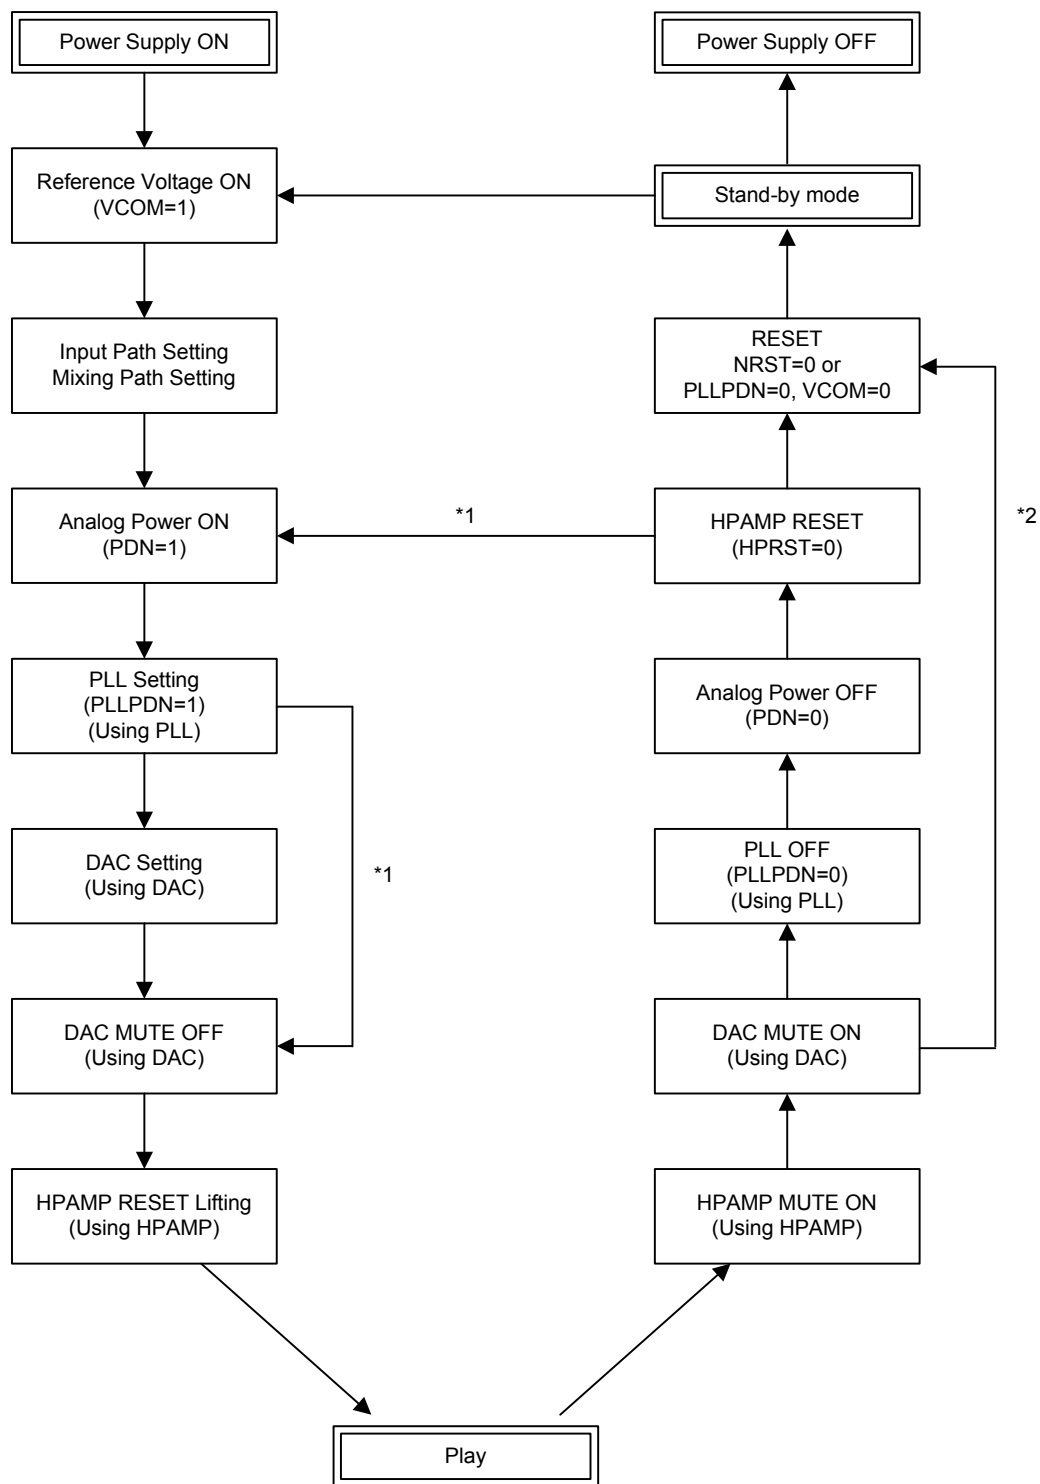 Power Supply ON
Power Supply OFF
Reference Voltage ON
(VCOM=1)
Stand-by mode
Input Path Setting
Mixing Path Setting
RESET
NRST=0 or
PLLPDN=0, VCOM=0
Analog Power ON
(PDN=1)
*1
HPAMP RESET
(HPRST=0)
*2
PLL Setting
(PLLPDN=1)
(Using PLL)
Analog Power OFF
(PDN=0)
DAC Setting
(Using DAC)
*1
PLL OFF
(PLLPDN=0)
(Using PLL)
DAC MUTE OFF
(Using DAC)
DAC MUTE ON
(Using DAC)
HPAMP RESET Lifting
(Using HPAMP)
HPAMP MUTE ON
(Using HPAMP)
Play